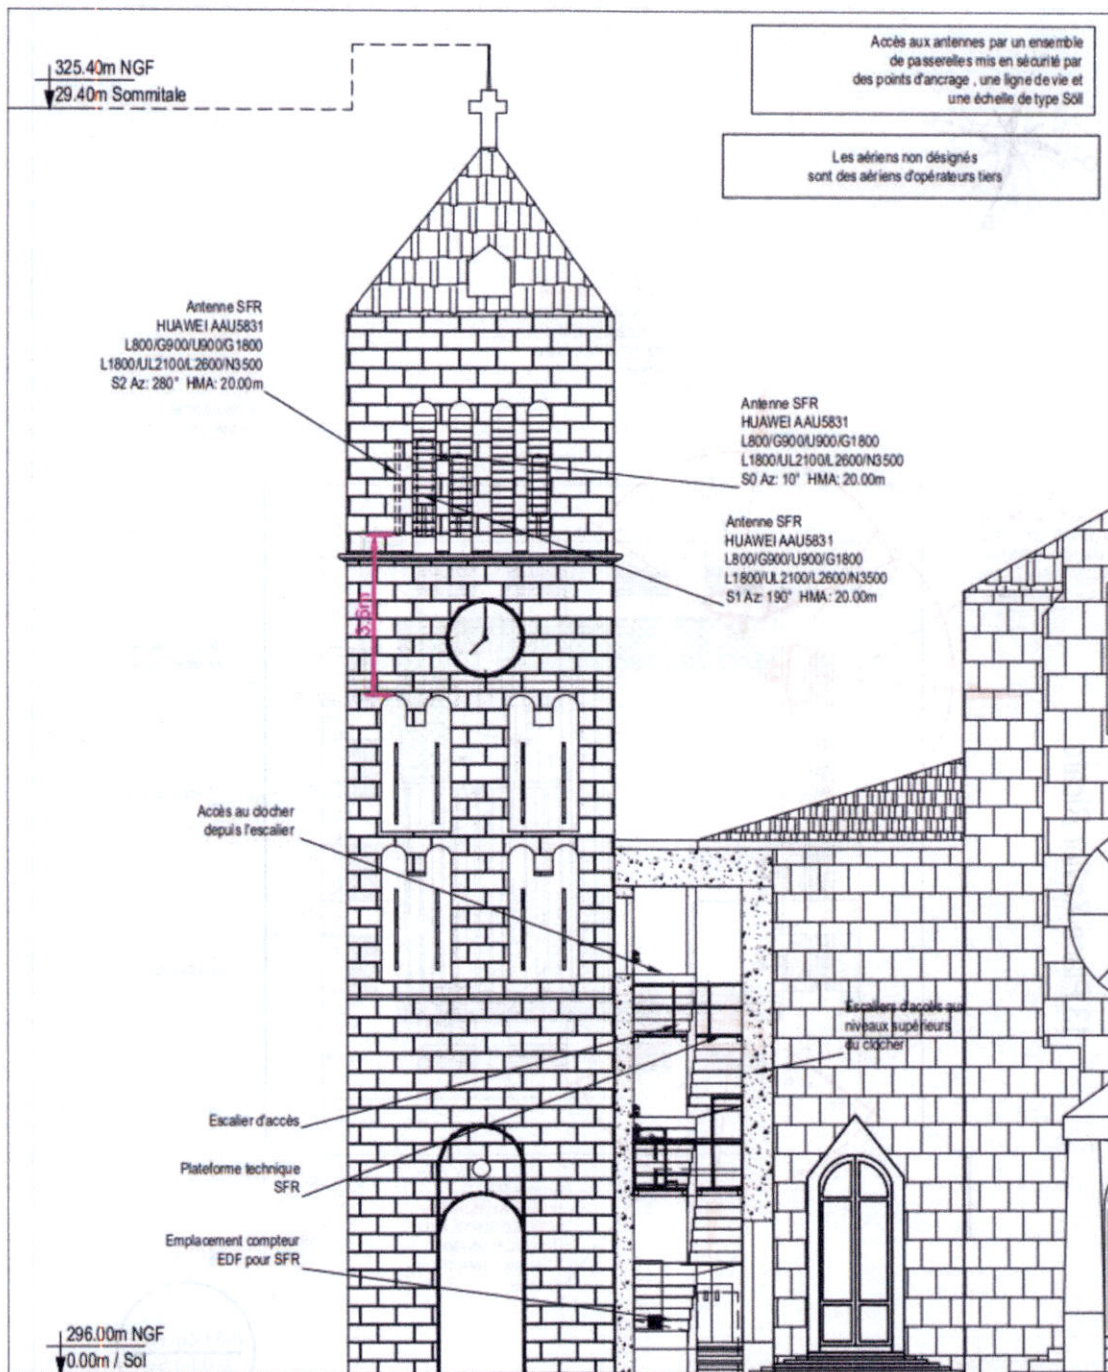 325.40m NGF
29.40m Sommitale
Accès aux antennes par un ensemble
de passerelles mis en sécurité par
des points d'ancrage , une ligne de vie et
une échelle de type Söll
Les aériens non désignés
sont des aériens d'opérateurs tiers
Antenne SFR
HUAWEI AAU5831
L800/G900/U900/G1800
L1800/UL2100/L2600/N3500
S2 Az: 280° HMA: 20.00m
Antenne SFR
HUAWEI AAU5831
L800/G900/U900/G1800
L1800/UL2100/L2600/N3500
S0 Az: 10° HMA: 20.00m
Antenne SFR
HUAWEI AAU5831
L800/G900/U900/G1800
L1800/UL2100/L2600/N3500
S1 Az: 190° HMA: 20.00m
3.6m
Accès au clocher
depuis l'escalier
Escaliers d'accès aux
niveaux supérieurs
du clocher
Escalier d'accès
Plateforme technique
SFR
Emplacement compteur
EDF pour SFR
296.00m NGF
0.00m / Sol